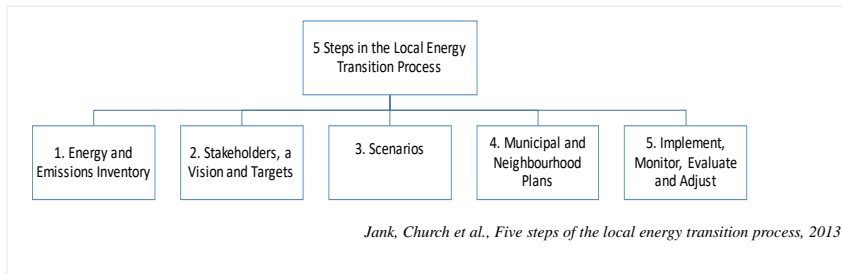 5 Steps in the Local Energy
Transition Process
1. Energy and
Emissions Inventory
2. Stakeholders, a
Vision and Targets
3. Scenarios
4. Municipal and
Neighbourhood
Plans
5. Implement,
Monitor, Evaluate
and Adjust
Jank, Church et al., Five steps of the local energy transition process, 2013